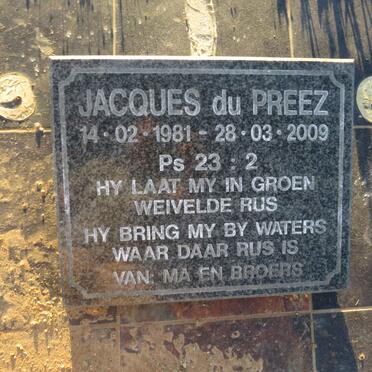 JACQUES du PREEZ
14·02·1981 - 28·03·2009
Ps 23 : 2
HY LAAT MY IN GROEN
WEIVELDE RUS
HY BRING MY BY WATERS
WAAR DAAR RUS IS
VAN: MA EN BROERS